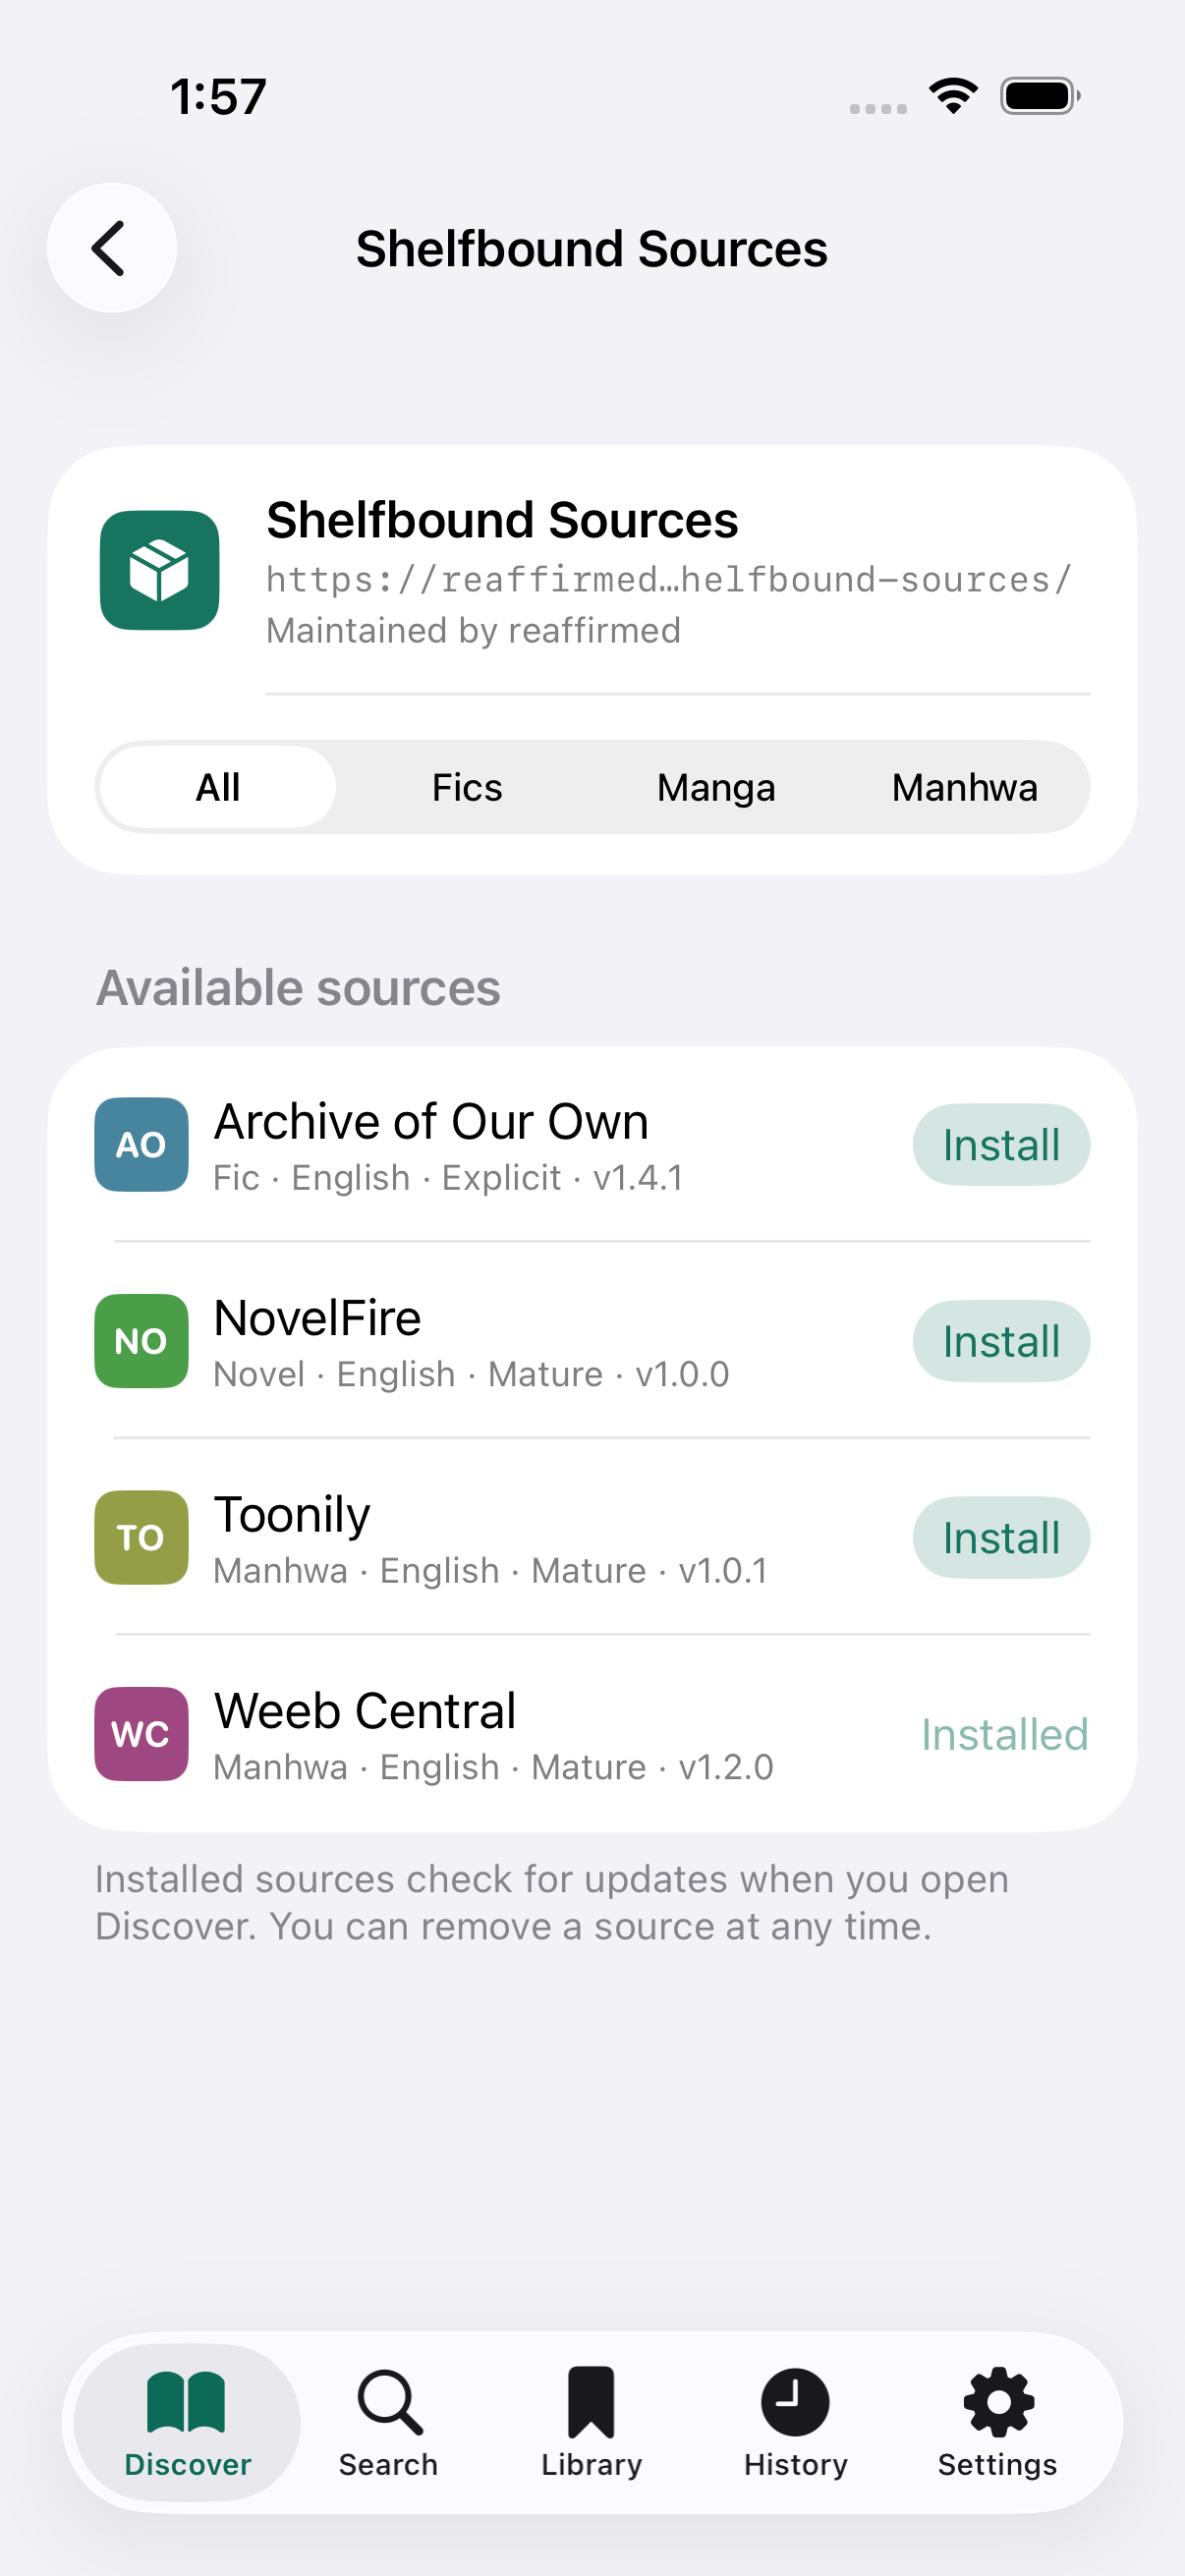 1:57
Shelfbound Sources
Shelfbound Sources
https://reaffirmed…helfbound-sources/
Maintained by reaffirmed
All Fics Manga Manhwa
Available sources
AO Archive of Our Own Install
Fic · English · Explicit · v1.4.1
NO NovelFire Install
Novel · English · Mature · v1.0.0
TO Toonily Install
Manhwa · English · Mature · v1.0.1
WC Weeb Central Installed
Manhwa · English · Mature · v1.2.0
Installed sources check for updates when you open
Discover. You can remove a source at any time.
Discover Search Library History Settings